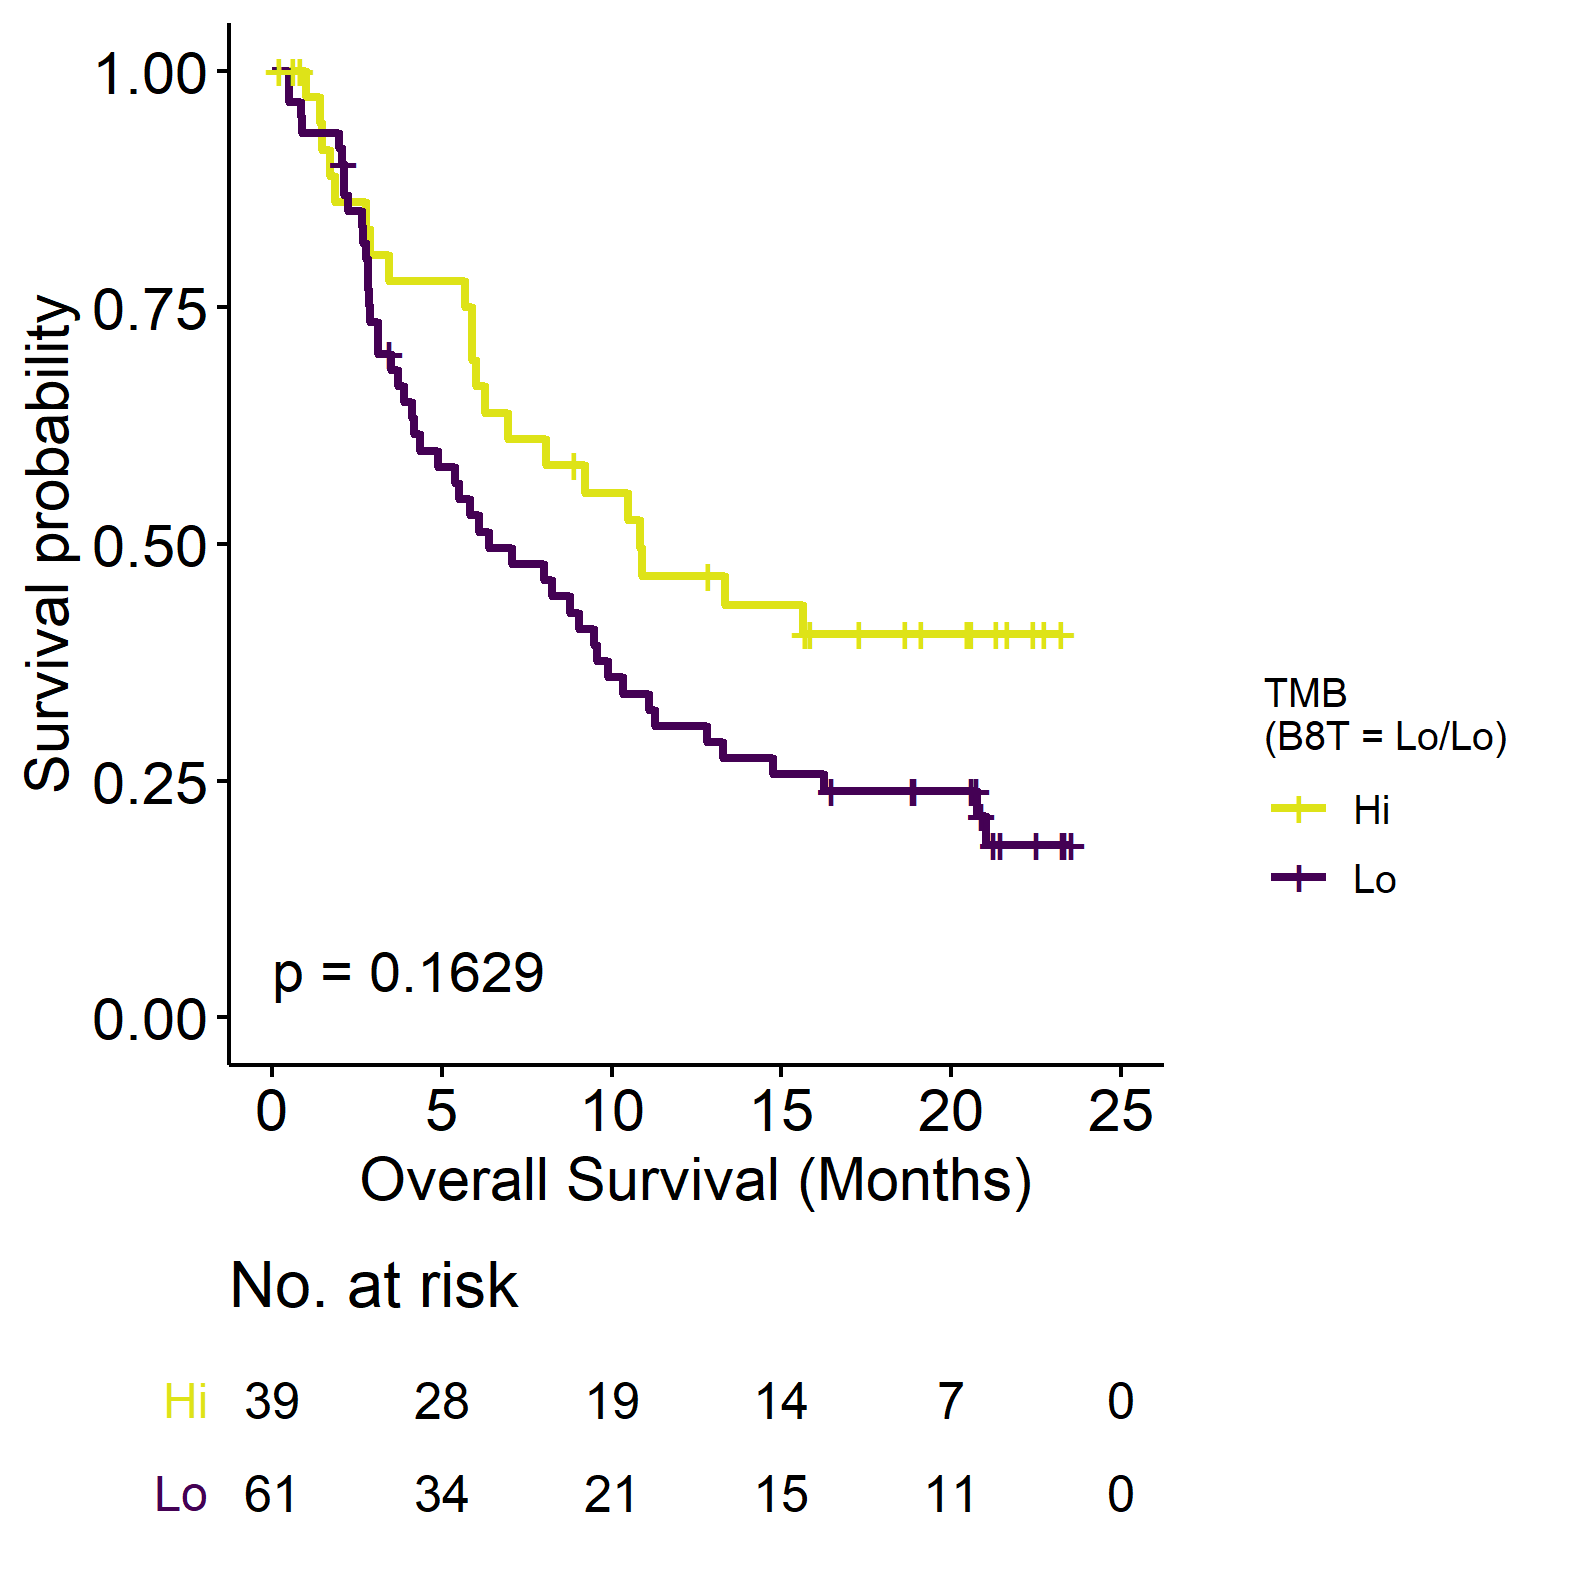 1.00
0.75
0.50
0.25
0.00
Survival probability
p = 0.1629
0 5 10 15 20 25
Overall Survival (Months)
TMB
(B8T = Lo/Lo)
Hi
Lo
No. at risk
Hi 39 28 19 14 7 0
Lo 61 34 21 15 11 0